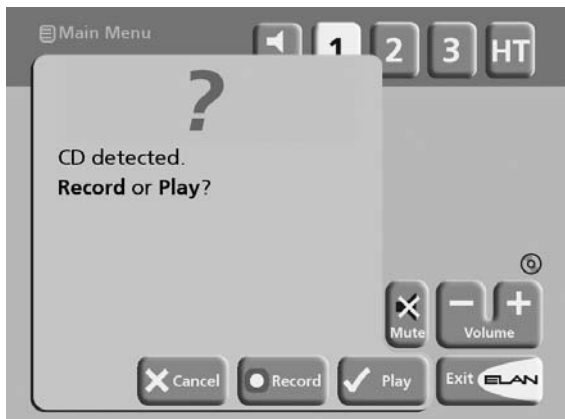 Main Menu
1 2 3 HT
?
CD detected.
Record or Play?
Mute
Volume
Cancel
Record
Play
Exit ELAN